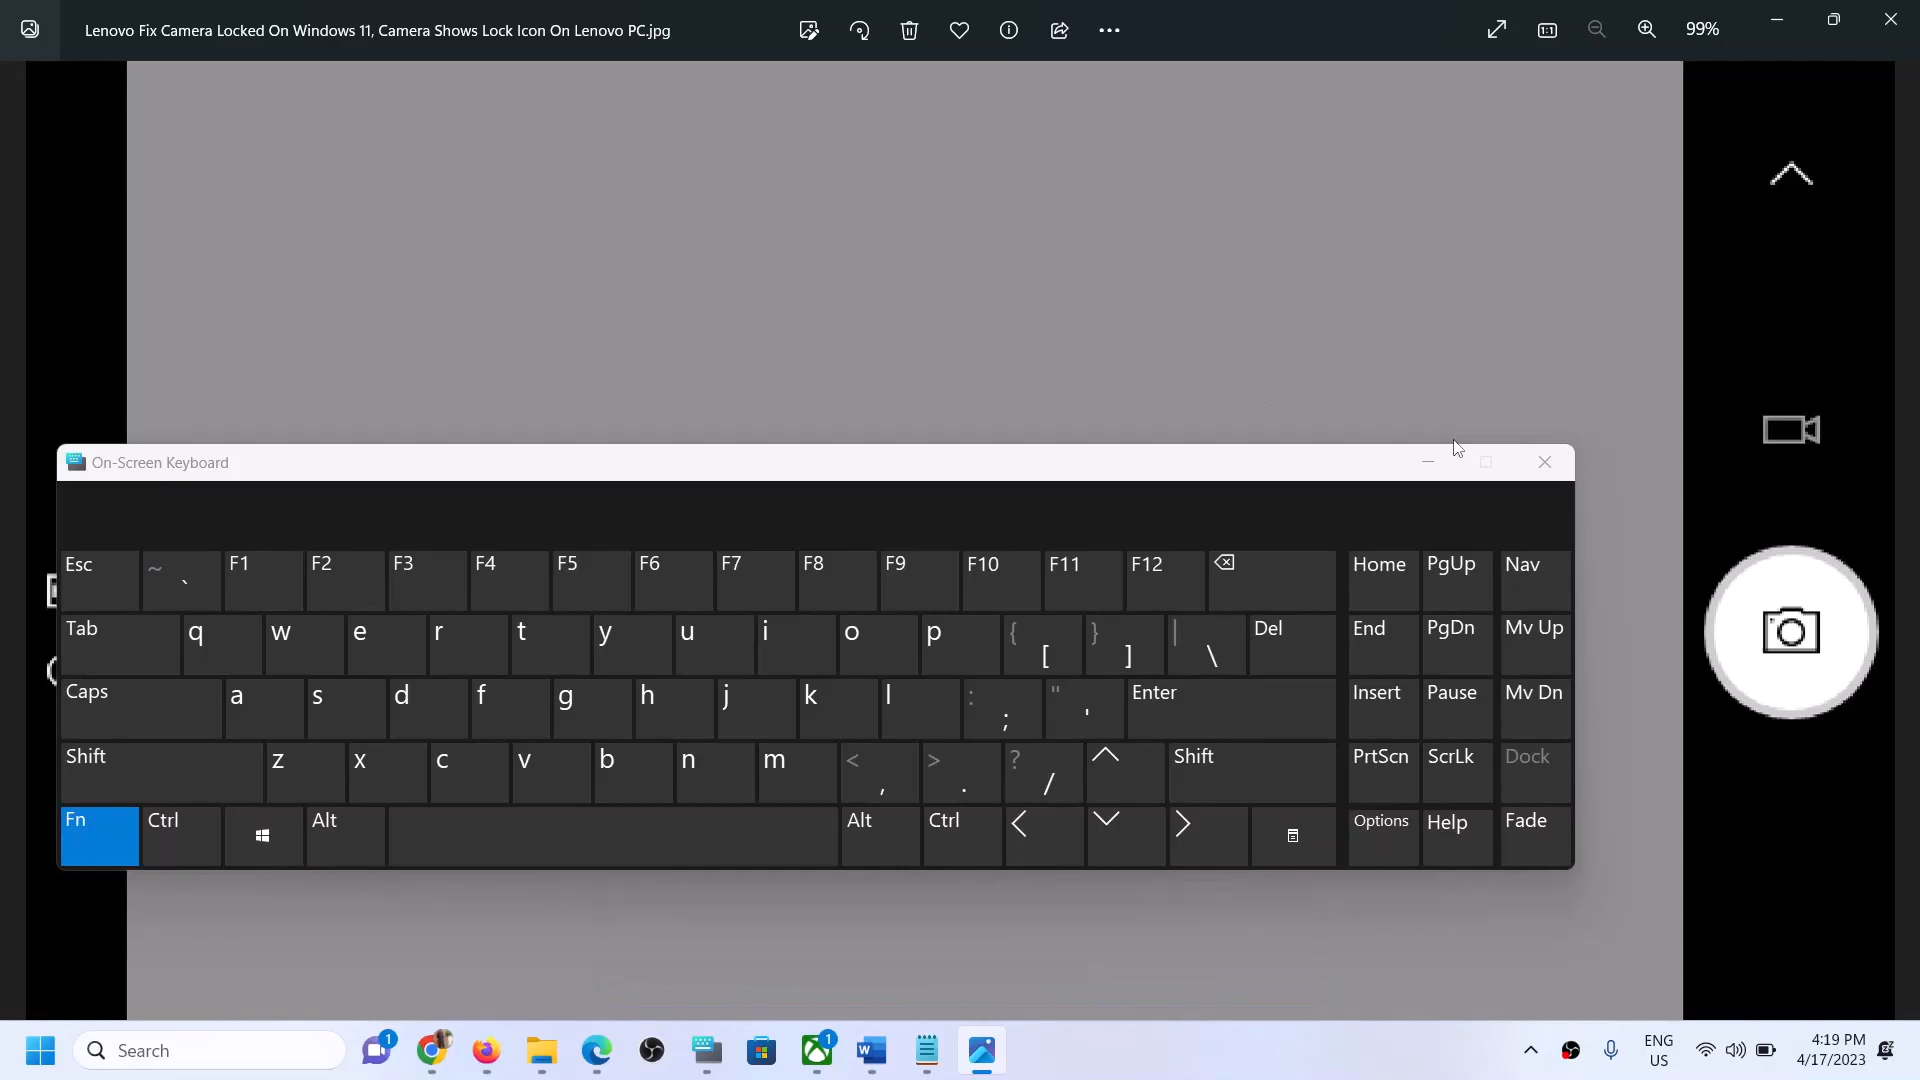 Lenovo Fix Camera Locked On Windows 11, Camera Shows Lock Icon On Lenovo PC.jpg
99%
On-Screen Keyboard
Esc ~ ` F1 F2 F3 F4 F5 F6 F7 F8 F9 F10 F11 F12 Home PgUp Nav
Tab q w e r t y u i o p { [ } ] | \ Del End PgDn Mv Up
Caps a s d f g h j k l : ; " ' Enter Insert Pause Mv Dn
Shift z x c v b n m < , > . ? / Shift PrtScn ScrLk Dock
Fn Ctrl Alt Alt Ctrl Options Help Fade
Search
1
1
ENG
US
4:19 PM
4/17/2023